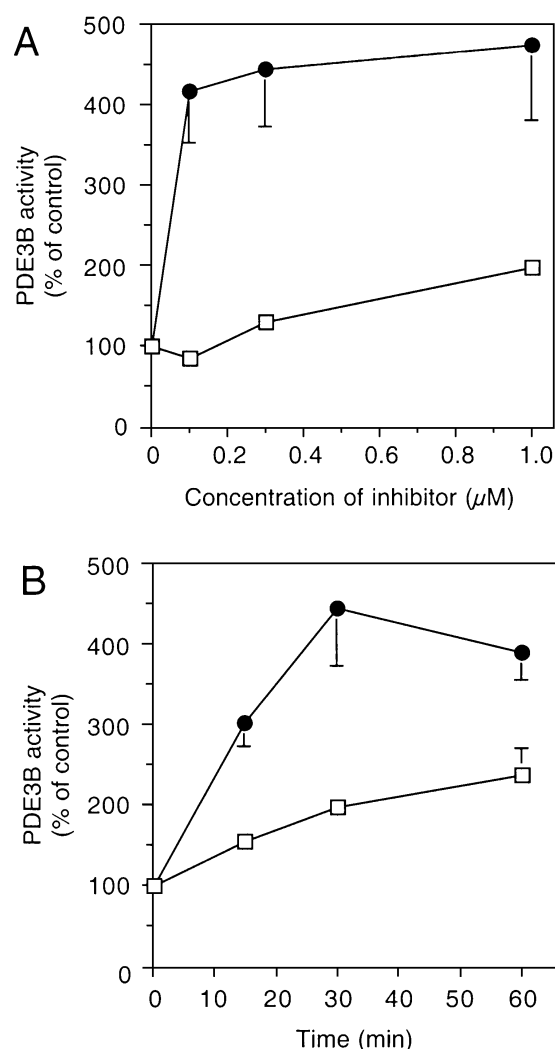 A
500
400
300
200
100
0
PDE3B activity
(% of control)
0 0.2 0.4 0.6 0.8 1.0
Concentration of inhibitor (μM)
B
500
400
300
200
100
0
PDE3B activity
(% of control)
0 10 20 30 40 50 60
Time (min)